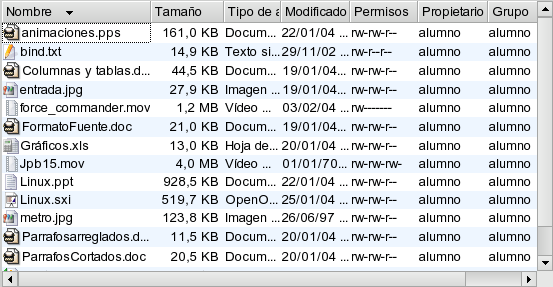 Nombre Tamaño Tipo de a Modificado Permisos Propietario Grupo
animaciones.pps 161,0 KB Docum... 22/01/04 ... rw-rw-r-- alumno alumno
bind.txt 14,9 KB Texto si... 29/11/02 ... rw-r--r-- alumno alumno
Columnas y tablas.d... 44,5 KB Docum... 19/01/04 ... rw-rw-r-- alumno alumno
entrada.jpg 27,9 KB Imagen ... 19/01/04 ... rw-rw-r-- alumno alumno
force_commander.mov 1,2 MB Vídeo ... 03/02/04 ... rw------- alumno alumno
FormatoFuente.doc 21,0 KB Docum... 19/01/04 ... rw-rw-r-- alumno alumno
Gráficos.xls 13,0 KB Hoja de... 20/01/04 ... rw-rw-r-- alumno alumno
Jpb15.mov 4,0 MB Vídeo ... 01/01/70... rw-rw-rw- alumno alumno
Linux.ppt 928,5 KB Docum... 22/01/04 ... rw-rw-r-- alumno alumno
Linux.sxi 519,7 KB OpenO... 20/01/04 ... rw-rw-r-- alumno alumno
metro.jpg 123,8 KB Imagen ... 26/06/97 ... rw-rw-r-- alumno alumno
Parrafosarreglados.d... 11,5 KB Docum... 20/01/04 ... rw-rw-r-- alumno alumno
ParrafosCortados.doc 20,5 KB Docum... 20/01/04 ... rw-rw-r-- alumno alumno